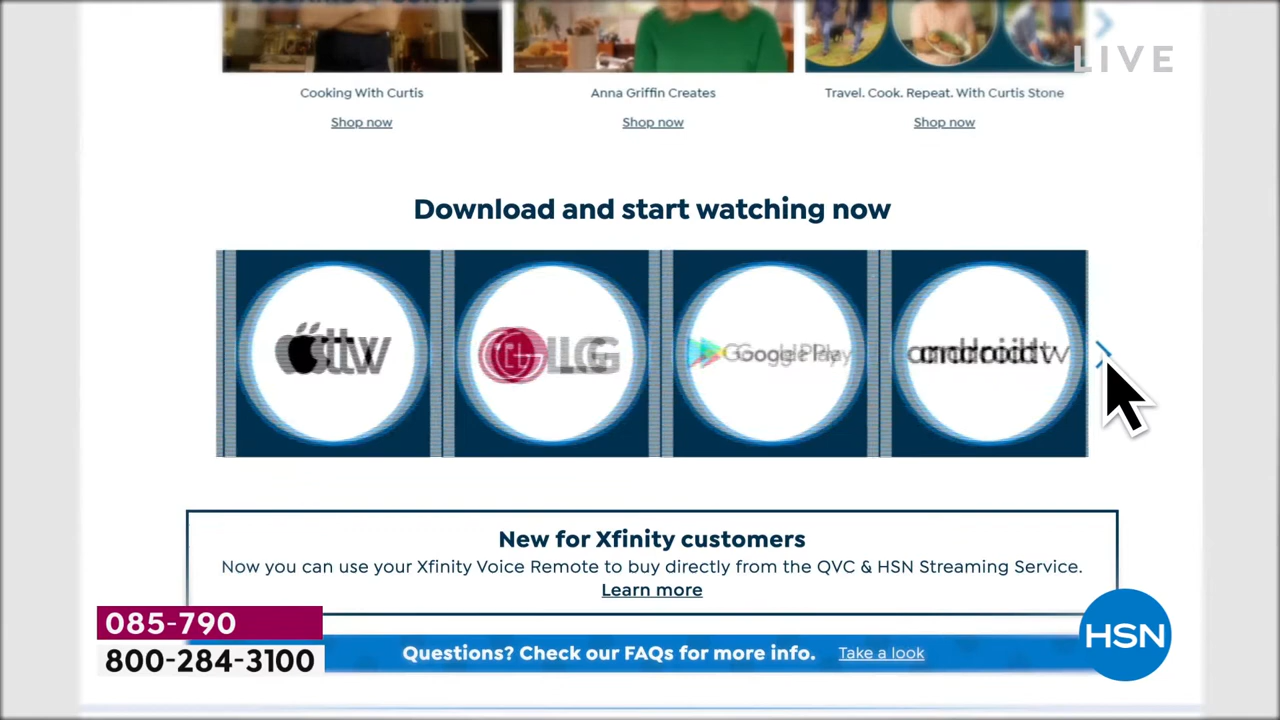 LIVE
Cooking With Curtis
Anna Griffin Creates
Travel. Cook. Repeat. With Curtis Stone
Shop now
Shop now
Shop now
Download and start watching now
tv
LG
Google Play
androidtv
New for Xfinity customers
Now you can use your Xfinity Voice Remote to buy directly from the QVC & HSN Streaming Service.
Learn more
085-790
800-284-3100
Questions? Check our FAQs for more info. Take a look
HSN